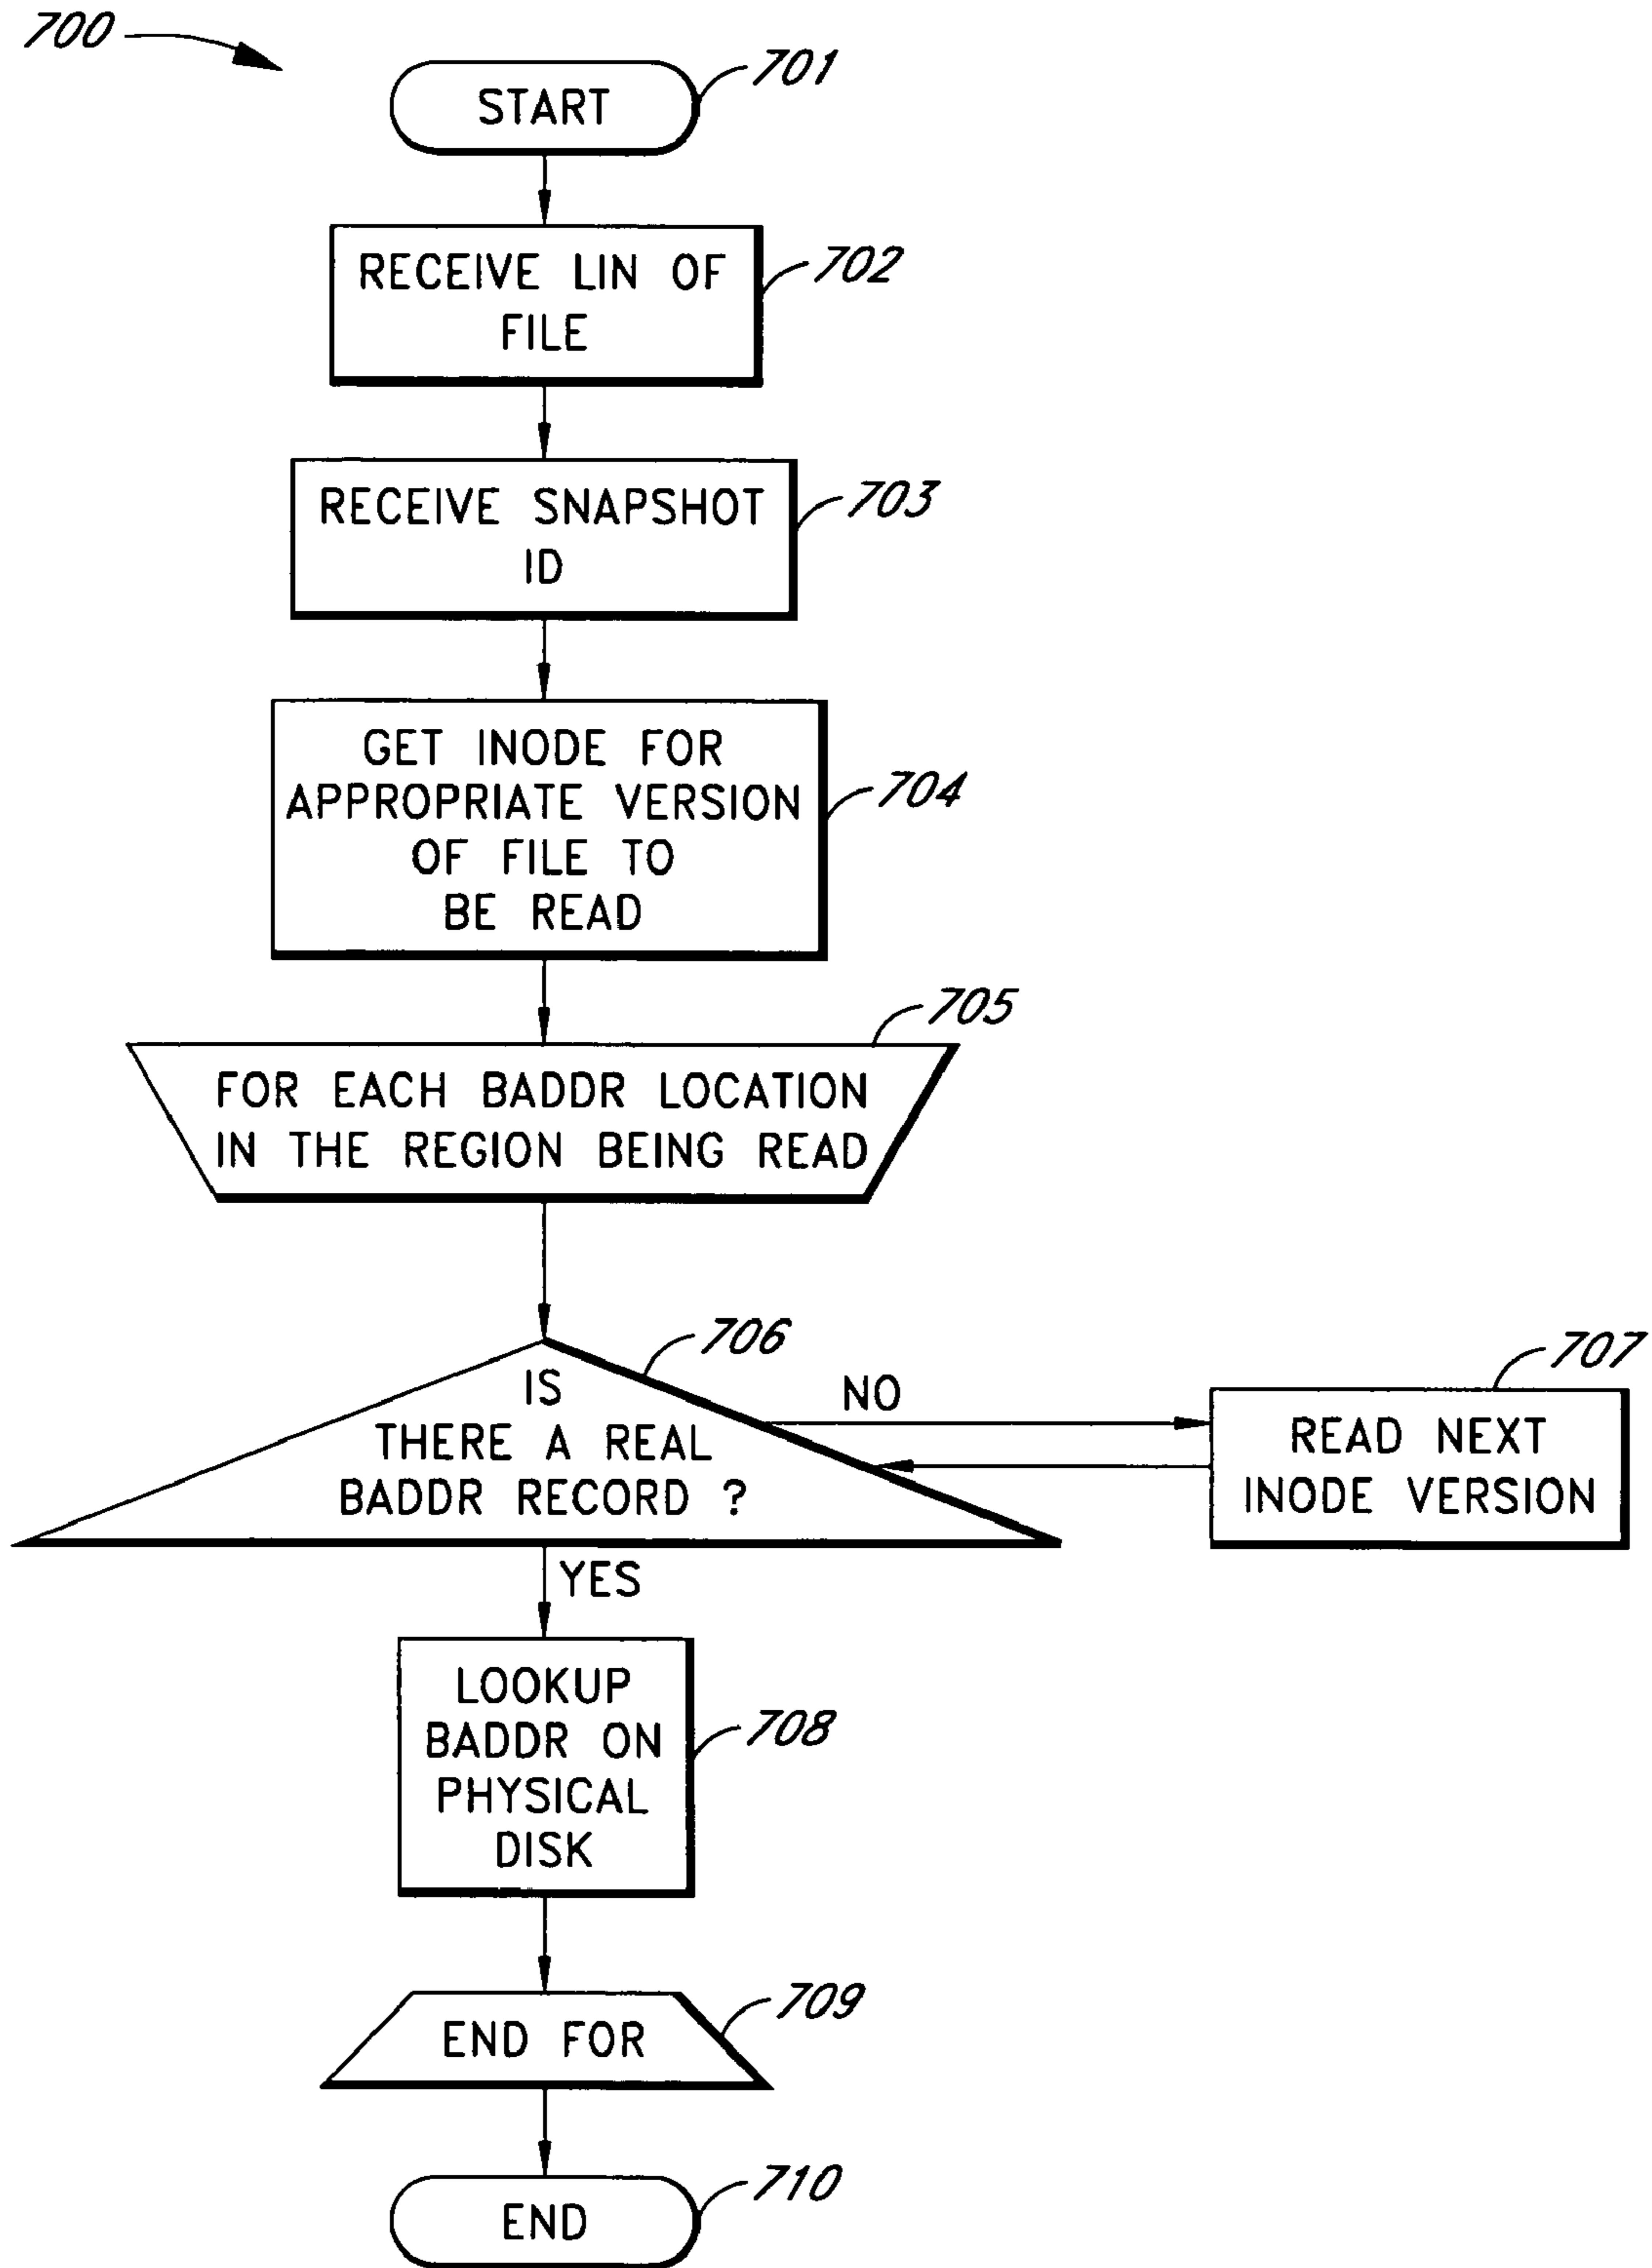 700
START
701
RECEIVE LIN OF
FILE
702
RECEIVE SNAPSHOT
ID
703
GET INODE FOR
APPROPRIATE VERSION
OF FILE TO
BE READ
704
705
FOR EACH BADDR LOCATION
IN THE REGION BEING READ
706
IS
THERE A REAL
BADDR RECORD ?
NO
707
READ NEXT
INODE VERSION
YES
LOOKUP
BADDR ON
PHYSICAL
DISK
708
END FOR
709
END
710